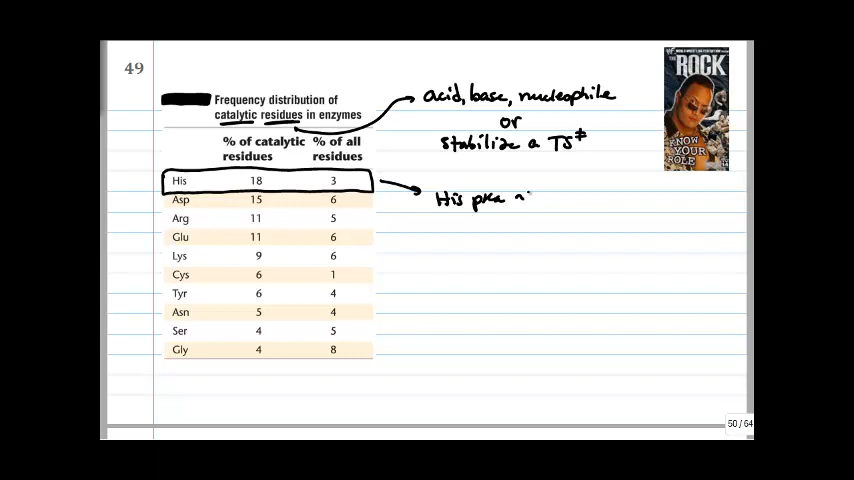 49
Frequency distribution of
catalytic residues in enzymes
% of catalytic % of all
residues residues
His 18 3
Asp 15 6
Arg 11 5
Glu 11 6
Lys 9 6
Cys 6 1
Tyr 6 4
Asn 5 4
Ser 4 5
Gly 4 8
acid, base, nucleophile
or
stabilize a TS‡
His pka ~
THE ROCK
KNOW
YOUR
ROLE
50 / 64